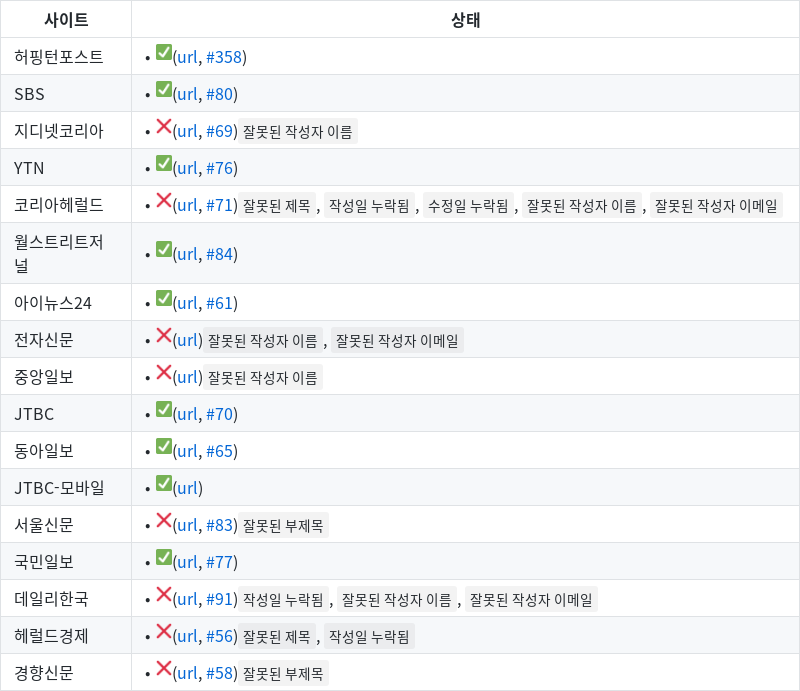 사이트 상태
허핑턴포스트 • ✅(url, #358)
SBS • ✅(url, #80)
지디넷코리아 • ❌(url, #69) 잘못된 작성자 이름
YTN • ✅(url, #76)
코리아헤럴드 • ❌(url, #71) 잘못된 제목 , 작성일 누락됨 , 수정일 누락됨 , 잘못된 작성자 이름 , 잘못된 작성자 이메일
월스트리트저
널 • ✅(url, #84)
아이뉴스24 • ✅(url, #61)
전자신문 • ❌(url) 잘못된 작성자 이름 , 잘못된 작성자 이메일
중앙일보 • ❌(url) 잘못된 작성자 이름
JTBC • ✅(url, #70)
동아일보 • ✅(url, #65)
JTBC-모바일 • ✅(url)
서울신문 • ❌(url, #83) 잘못된 부제목
국민일보 • ✅(url, #77)
데일리한국 • ❌(url, #91) 작성일 누락됨 , 잘못된 작성자 이름 , 잘못된 작성자 이메일
헤럴드경제 • ❌(url, #56) 잘못된 제목 , 작성일 누락됨
경향신문 • ❌(url, #58) 잘못된 부제목